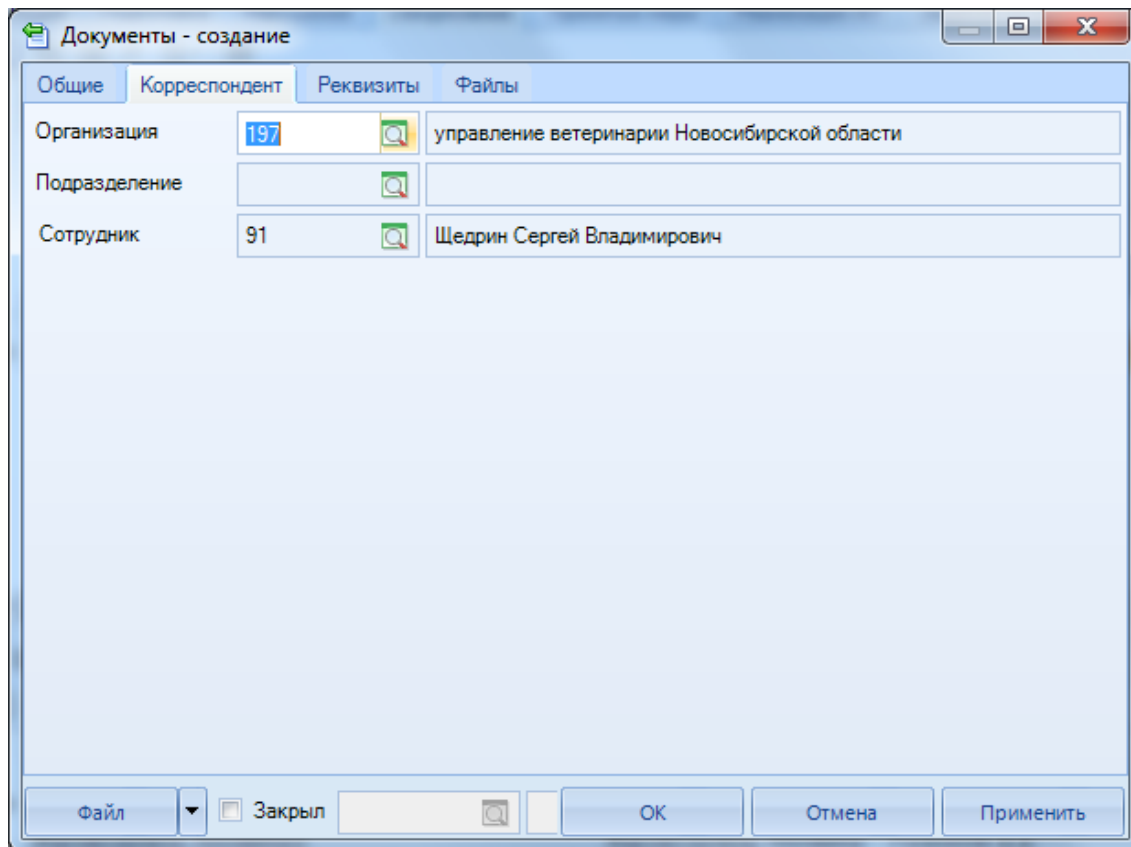 Документы - создание
Общие Корреспондент Реквизиты Файлы
Организация 197 управление ветеринарии Новосибирской области
Подразделение
Сотрудник 91 Щедрин Сергей Владимирович
Файл Закрыл ОК Отмена Применить